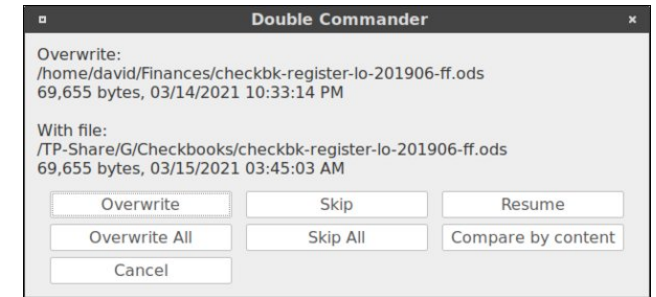 Double Commander
Overwrite:
/home/david/Finances/checkbk-register-lo-201906-ff.ods
69,655 bytes, 03/14/2021 10:33:14 PM
With file:
/TP-Share/G/Checkbooks/checkbk-register-lo-201906-ff.ods
69,655 bytes, 03/15/2021 03:45:03 AM
Overwrite Skip Resume
Overwrite All Skip All Compare by content
Cancel